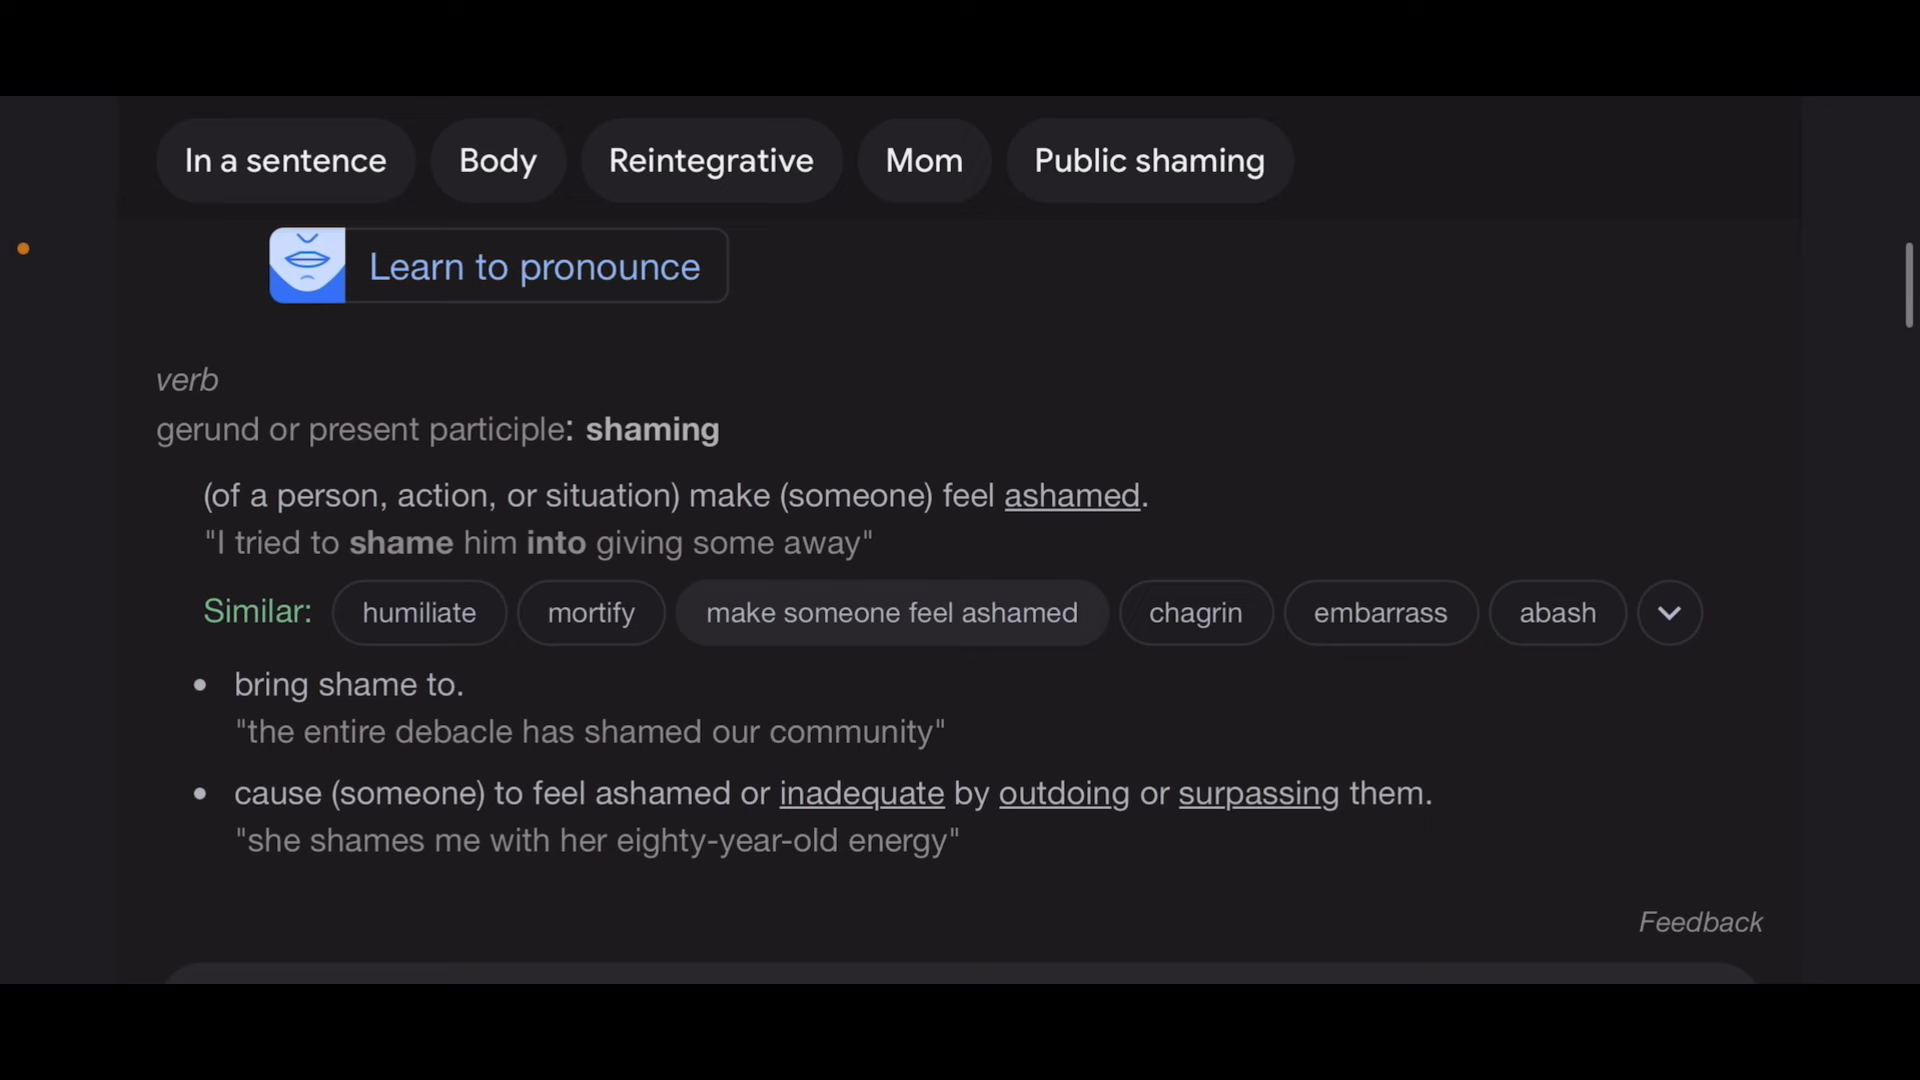 In a sentence Body Reintegrative Mom Public shaming
Learn to pronounce
verb
gerund or present participle: shaming
(of a person, action, or situation) make (someone) feel ashamed.
"I tried to shame him into giving some away"
Similar: humiliate mortify make someone feel ashamed chagrin embarrass abash
• bring shame to.
"the entire debacle has shamed our community"
• cause (someone) to feel ashamed or inadequate by outdoing or surpassing them.
"she shames me with her eighty-year-old energy"
Feedback